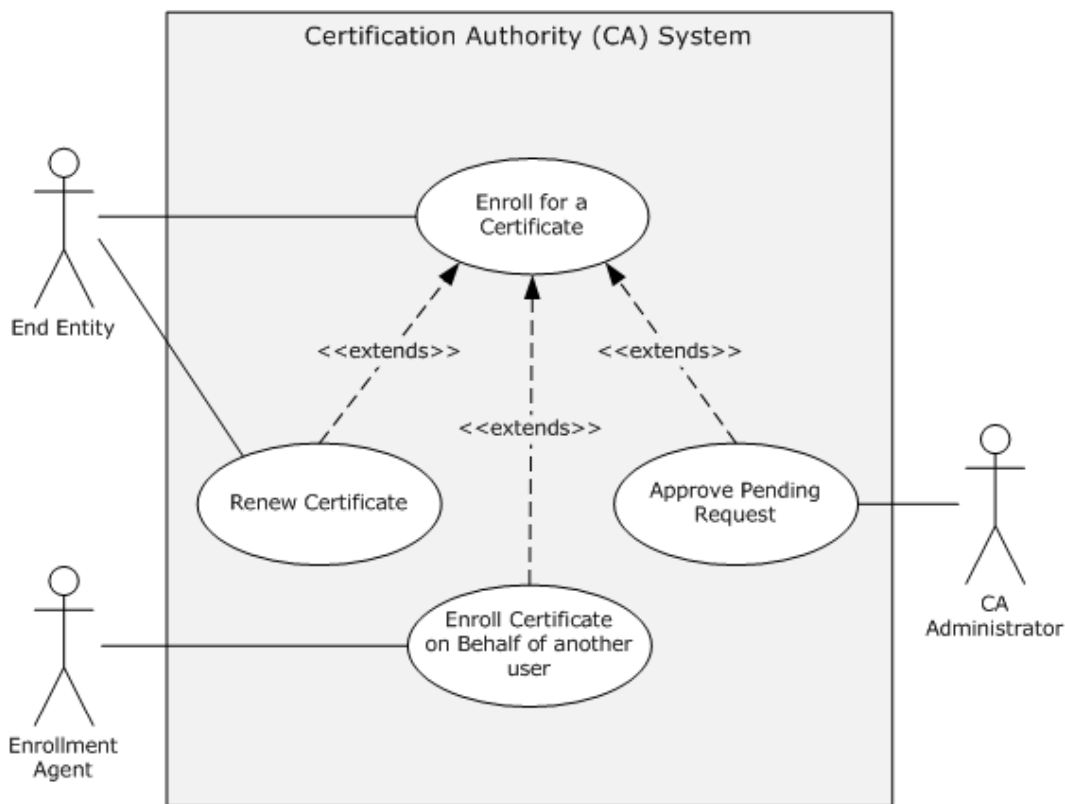 Certification Authority (CA) System
Enroll for a
Certificate
End Entity
<<extends>>
<<extends>>
<<extends>>
Renew Certificate
Approve Pending
Request
CA
Administrator
Enroll Certificate
on Behalf of another
user
Enrollment
Agent